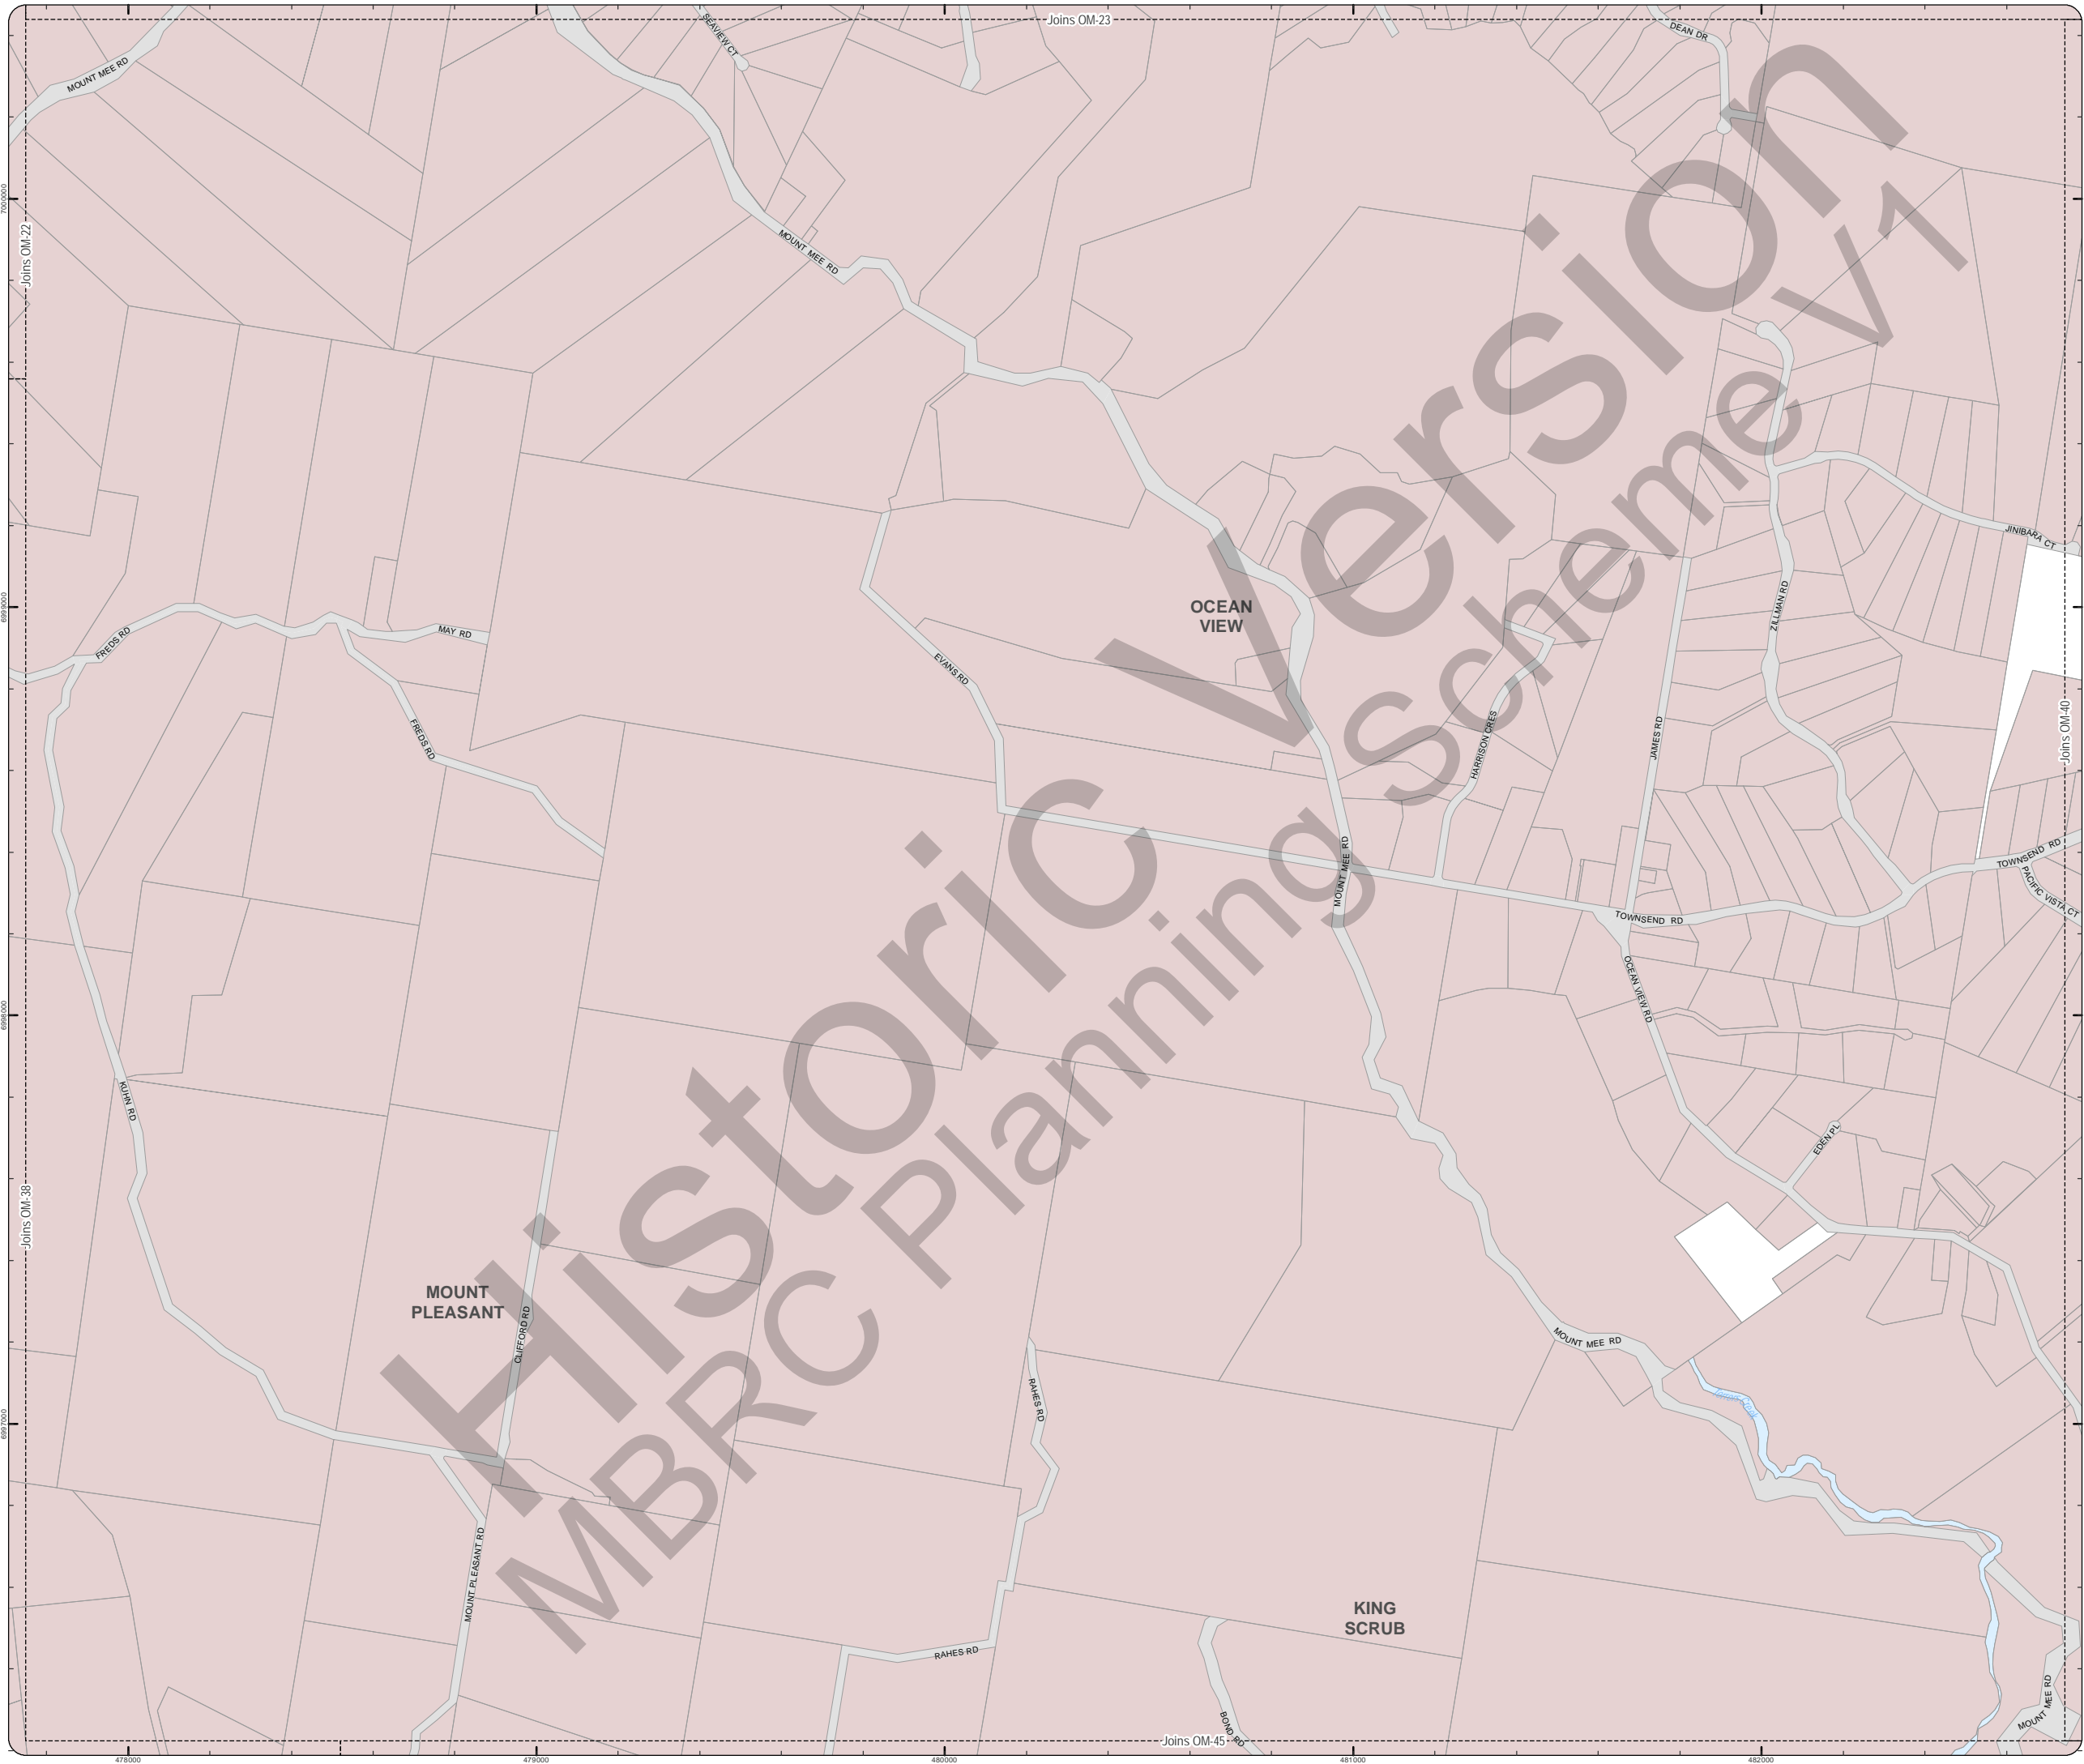 Joins OM-23
SEAVIEW CT
DEAN DR
MOUNT MEE RD
7000000
Joins OM-22
MOUNT MEE RD
JINIBARA CT
6999000
OCEAN
VIEW
ZILLMAN RD
FREDS RD
MAY RD
EVANS RD
FREDS RD
HARRISON CRES
JAMES RD
Joins OM-40
MOUNT MEE RD
TOWNSEND RD
PACIFIC VISTA CT
TOWNSEND RD
OCEAN VIEW RD
6998000
KUHN RD
EDEN PL
Joins OM-38
MOUNT
PLEASANT
CLIFFORD RD
MOUNT MEE RD
RAHES RD
6997000
MOUNT PLEASANT RD
KING
SCRUB
RAHES RD
BOND RD
MOUNT MEE RD
Joins OM-45
478000
479000
480000
481000
482000
Historic Version
MBRC Planning Scheme V1